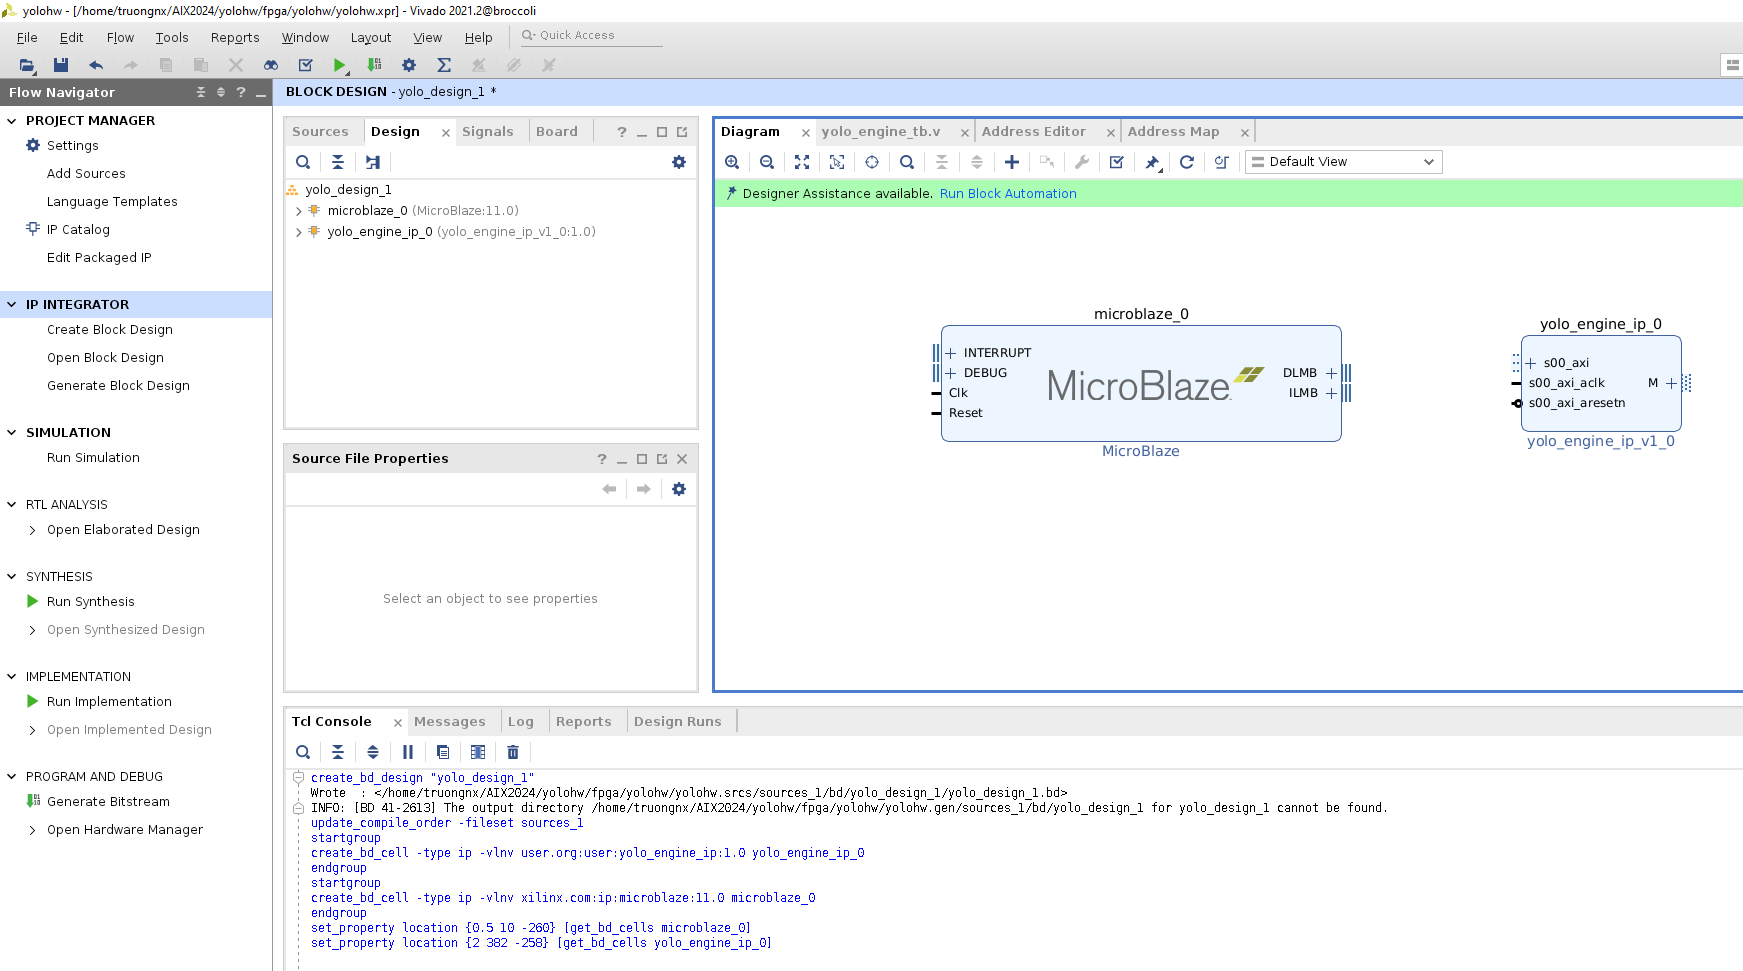 yolohw - [/home/truongnx/AIX2024/yolohw/fpga/yolohw/yolohw.xpr] - Vivado 2021.2@broccoli
File Edit Flow Tools Reports Window Layout View Help Quick Access
Flow Navigator
PROJECT MANAGER
Settings
Add Sources
Language Templates
IP Catalog
Edit Packaged IP
IP INTEGRATOR
Create Block Design
Open Block Design
Generate Block Design
SIMULATION
Run Simulation
RTL ANALYSIS
Open Elaborated Design
SYNTHESIS
Run Synthesis
Open Synthesized Design
IMPLEMENTATION
Run Implementation
Open Implemented Design
PROGRAM AND DEBUG
Generate Bitstream
Open Hardware Manager
BLOCK DESIGN - yolo_design_1 *
Sources Design Signals Board
yolo_design_1
microblaze_0 (MicroBlaze:11.0)
yolo_engine_ip_0 (yolo_engine_ip_v1_0:1.0)
Source File Properties
Select an object to see properties
Diagram yolo_engine_tb.v Address Editor Address Map
Default View
Designer Assistance available. Run Block Automation
microblaze_0
INTERRUPT
DEBUG
Clk
Reset
MicroBlaze
DLMB
ILMB
MicroBlaze
yolo_engine_ip_0
s00_axi
s00_axi_aclk
s00_axi_aresetn
M
yolo_engine_ip_v1_0
Tcl Console Messages Log Reports Design Runs
create_bd_design "yolo_design_1"
Wrote : </home/truongnx/AIX2024/yolohw/fpga/yolohw/yolohw.srcs/sources_1/bd/yolo_design_1/yolo_design_1.bd>
INFO: [BD 41-2613] The output directory /home/truongnx/AIX2024/yolohw/fpga/yolohw/yolohw.gen/sources_1/bd/yolo_design_1 for yolo_design_1 cannot be found.
update_compile_order -fileset sources_1
startgroup
create_bd_cell -type ip -vlnv user.org:user:yolo_engine_ip:1.0 yolo_engine_ip_0
endgroup
startgroup
create_bd_cell -type ip -vlnv xilinx.com:ip:microblaze:11.0 microblaze_0
endgroup
set_property location {0.5 10 -260} [get_bd_cells microblaze_0]
set_property location {2 382 -258} [get_bd_cells yolo_engine_ip_0]